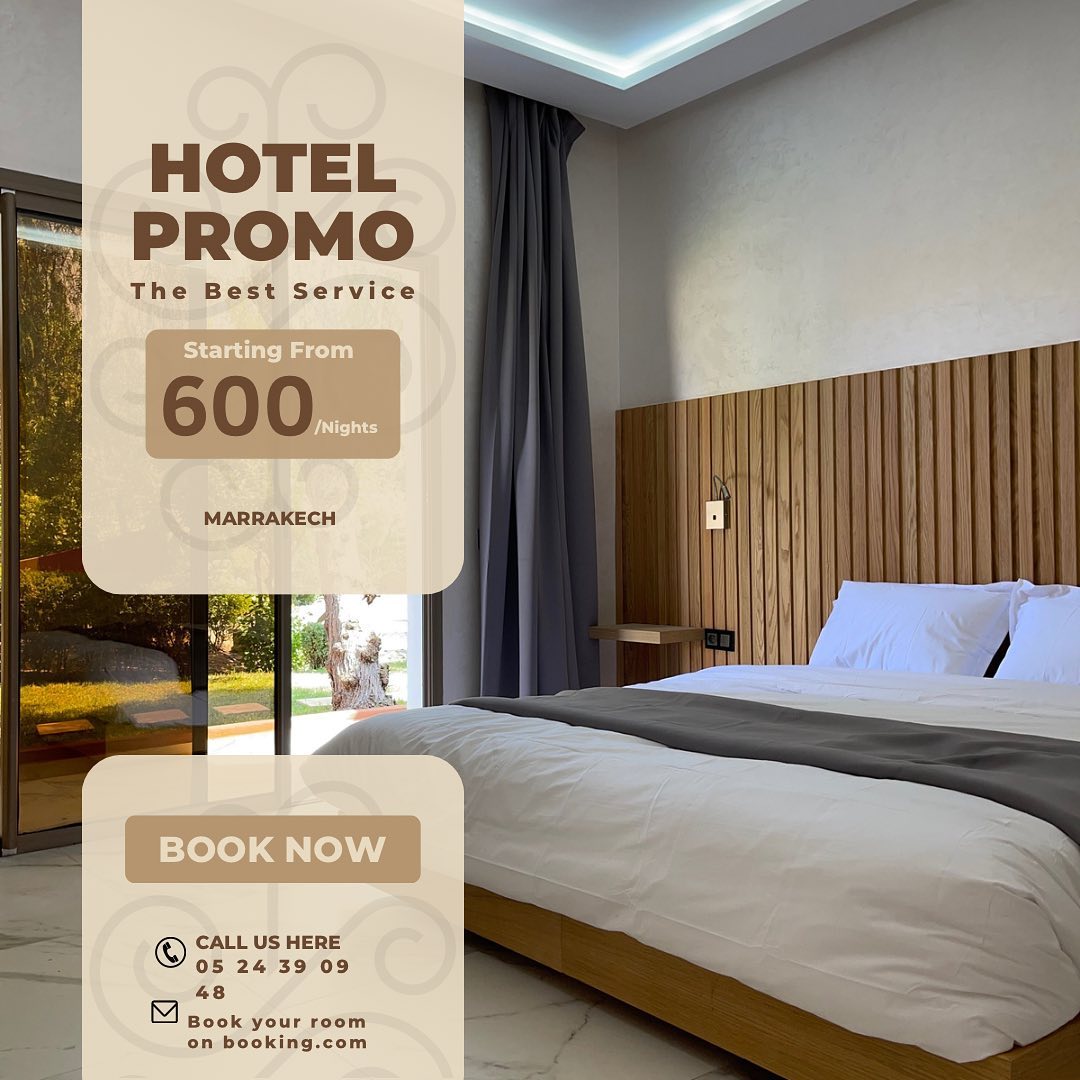 HOTEL
PROMO
The Best Service
Starting From
600/Nights
MARRAKECH
BOOK NOW
CALL US HERE
05 24 39 09
48
Book your room
on booking.com